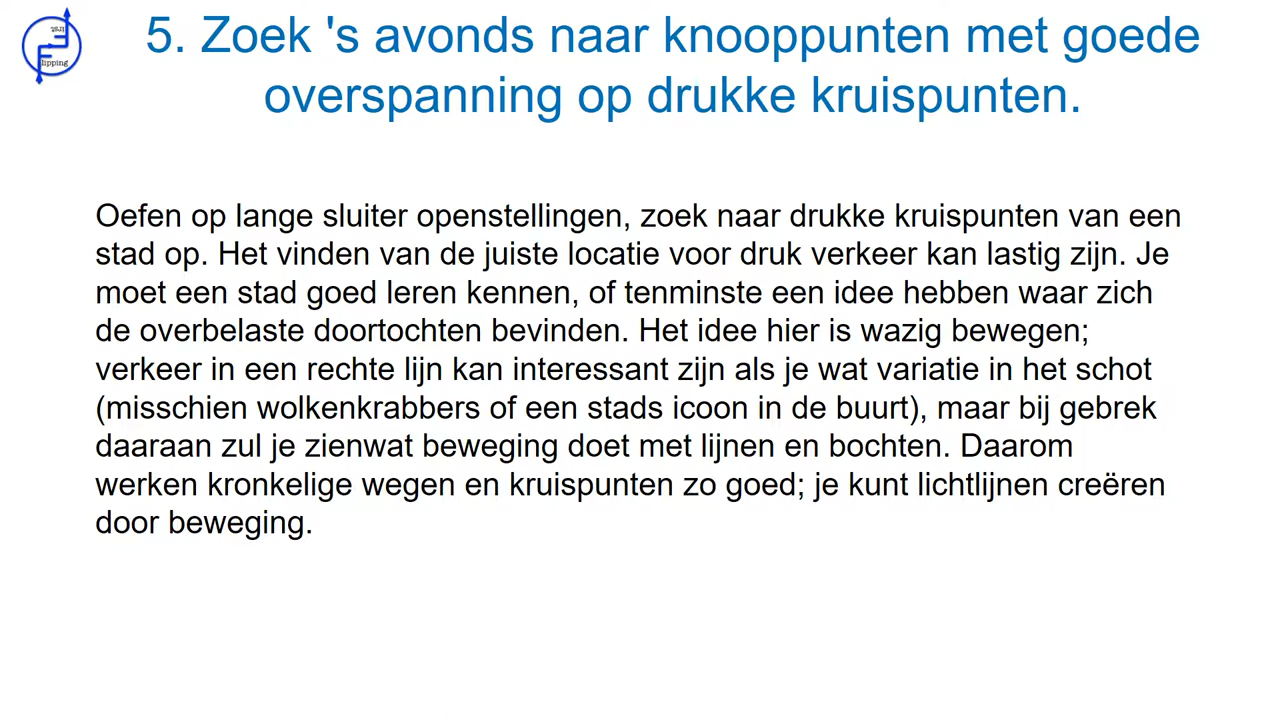 5. Zoek 's avonds naar knooppunten met goede
overspanning op drukke kruispunten.
Oefen op lange sluiter openstellingen, zoek naar drukke kruispunten van een
stad op. Het vinden van de juiste locatie voor druk verkeer kan lastig zijn. Je
moet een stad goed leren kennen, of tenminste een idee hebben waar zich
de overbelaste doortochten bevinden. Het idee hier is wazig bewegen;
verkeer in een rechte lijn kan interessant zijn als je wat variatie in het schot
(misschien wolkenkrabbers of een stads icoon in de buurt), maar bij gebrek
daaraan zul je zienwat beweging doet met lijnen en bochten. Daarom
werken kronkelige wegen en kruispunten zo goed; je kunt lichtlijnen creëren
door beweging.